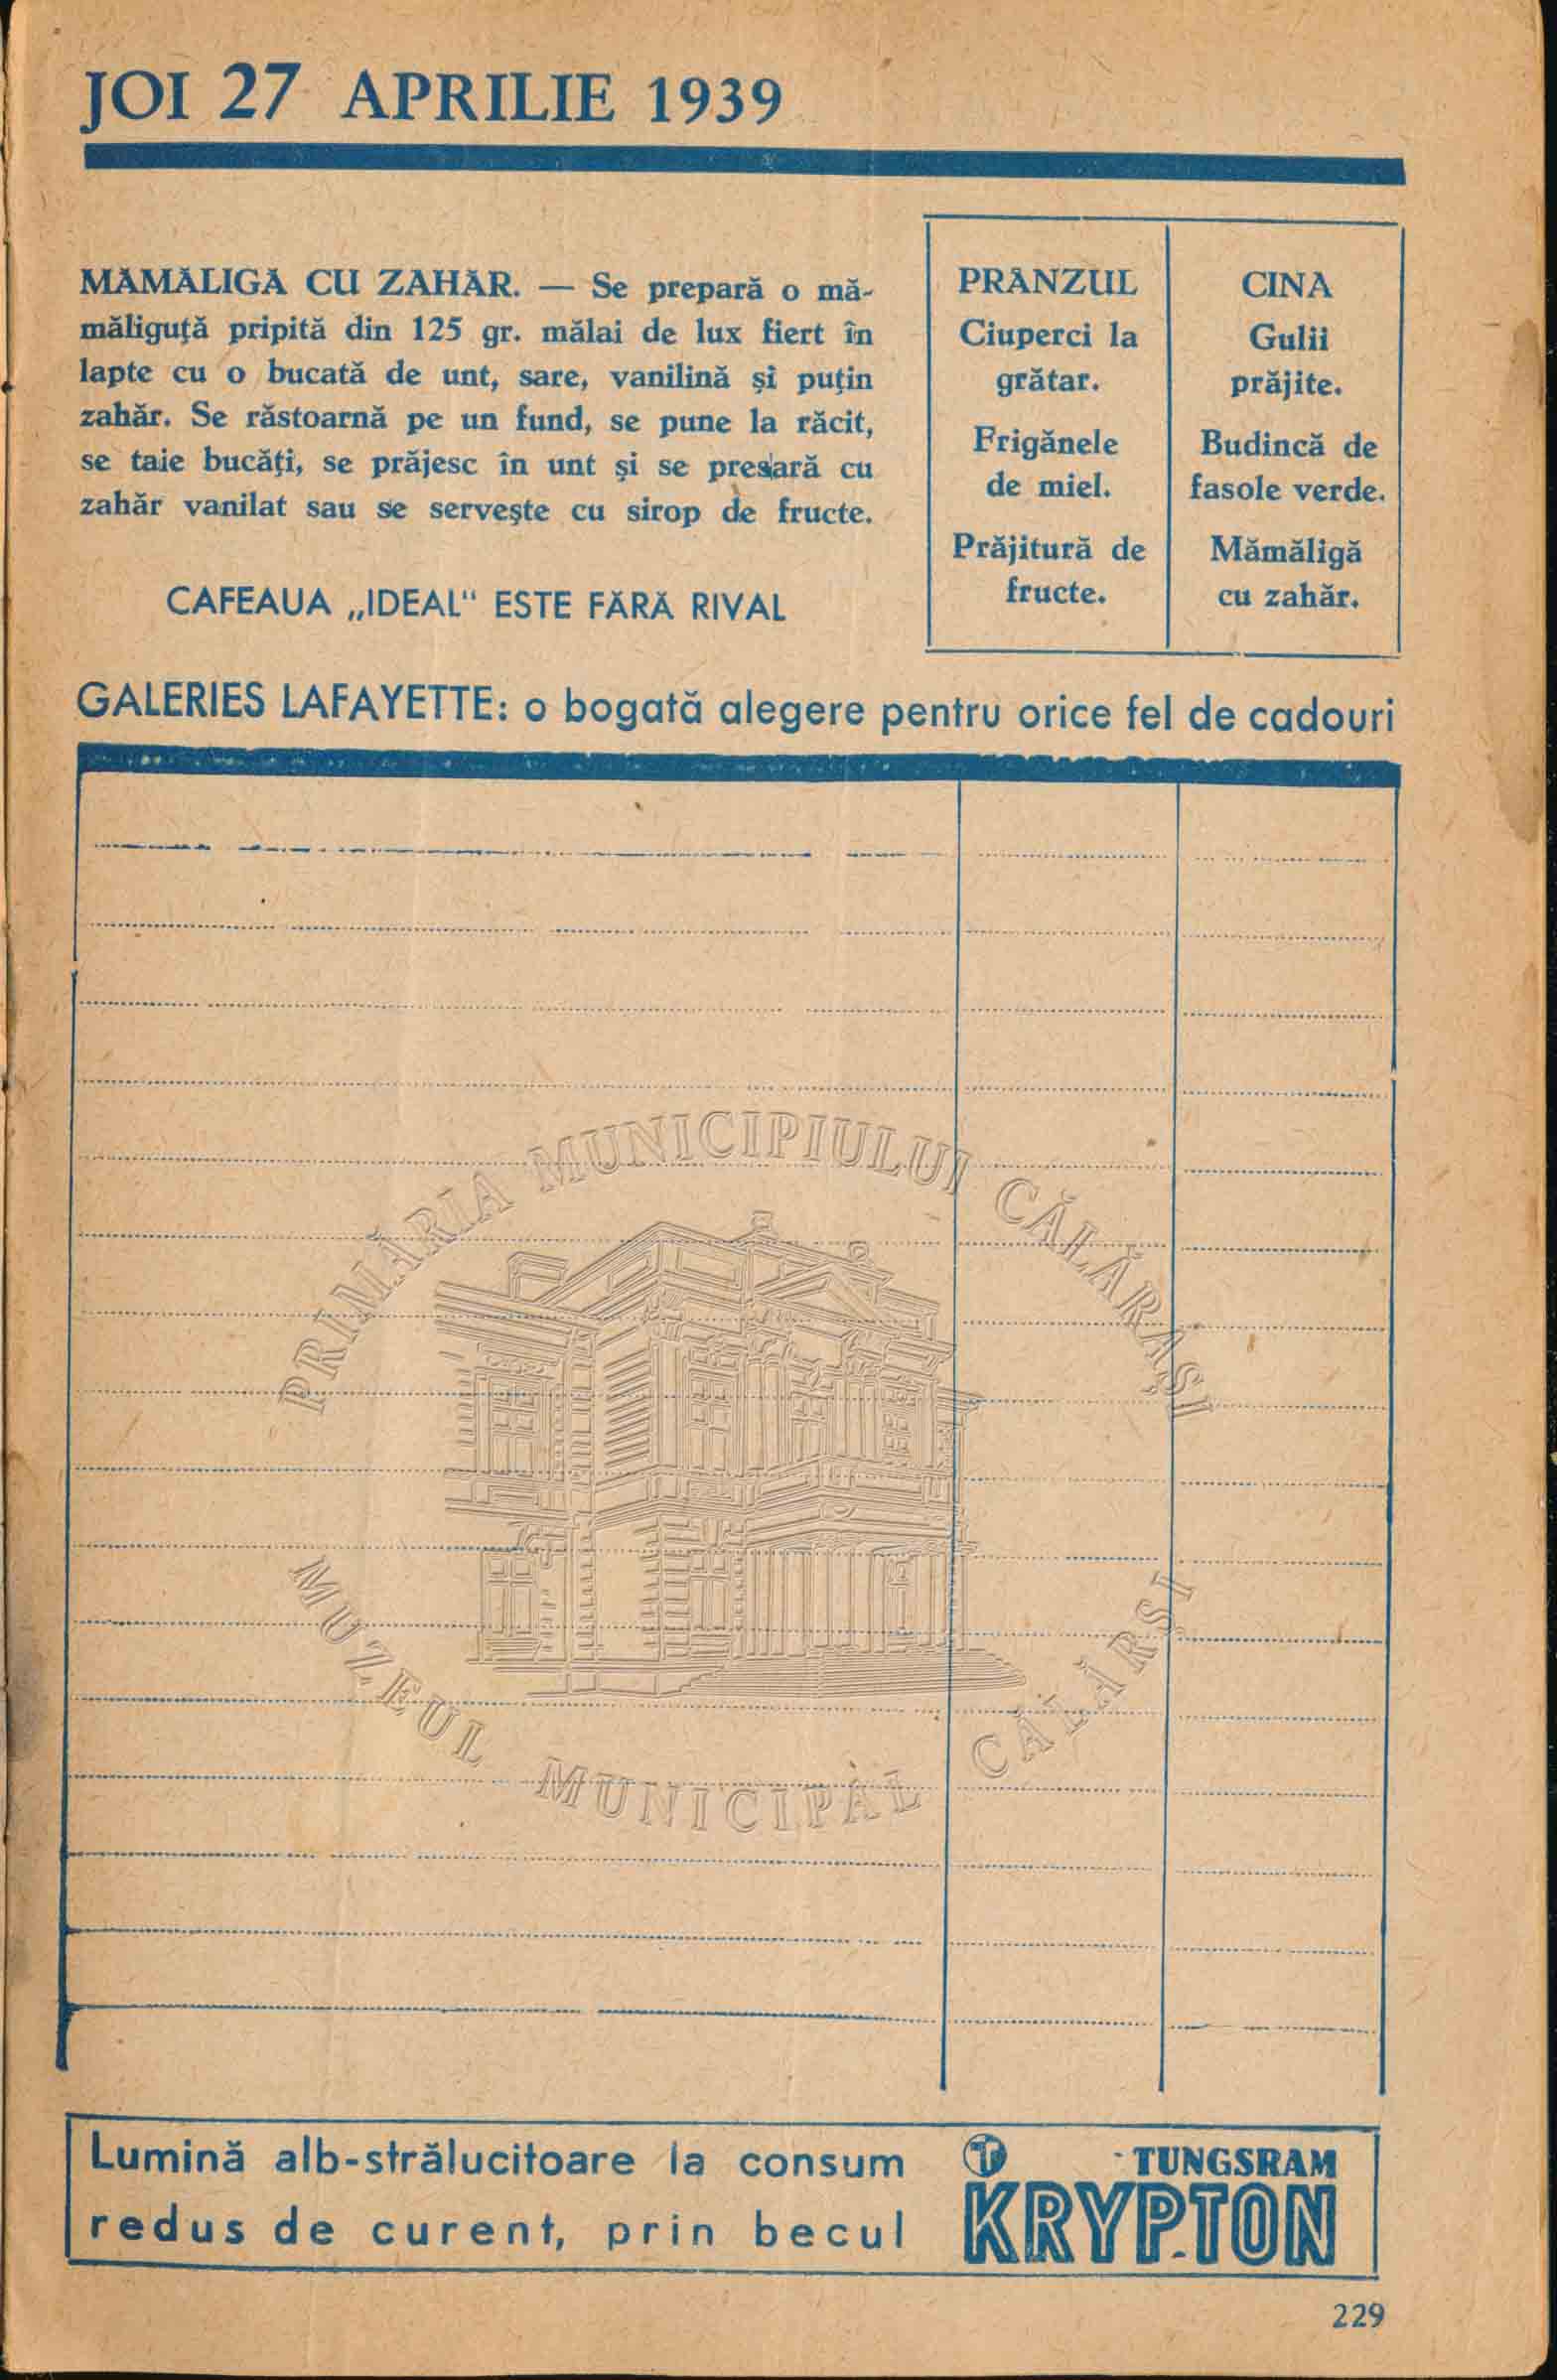 JOI 27 APRILIE 1939
MĂMĂLIGĂ CU ZAHĂR. — Se prepară o mă-
măliguţă pripită din 125 gr. mălai de lux fiert în
lapte cu o bucată de unt, sare, vanilină şi puţin
zahăr. Se răstoarnă pe un fund, se pune la răcit,
se taie bucăţi, se prăjesc în unt şi se presară cu
zahăr vanilat sau se serveşte cu sirop de fructe.
CAFEAUA „IDEAL" ESTE FĂRĂ RIVAL
PRÂNZUL
Ciuperci la
grătar.
Frigănele
de miel.
Prăjitură de
fructe.
CINA
Gulii
prăjite.
Budincă de
fasole verde.
Mămăligă
cu zahăr.
GALERIES LAFAYETTE: o bogată alegere pentru orice fel de cadouri
PRIMĂRIA MUNICIPIULUI CĂLĂRAȘI
MUZEUL MUNICIPAL CĂLĂRȘI
Lumină alb-strălucitoare la consum
redus de curent, prin becul
TUNGSRAM
KRYPTON
229